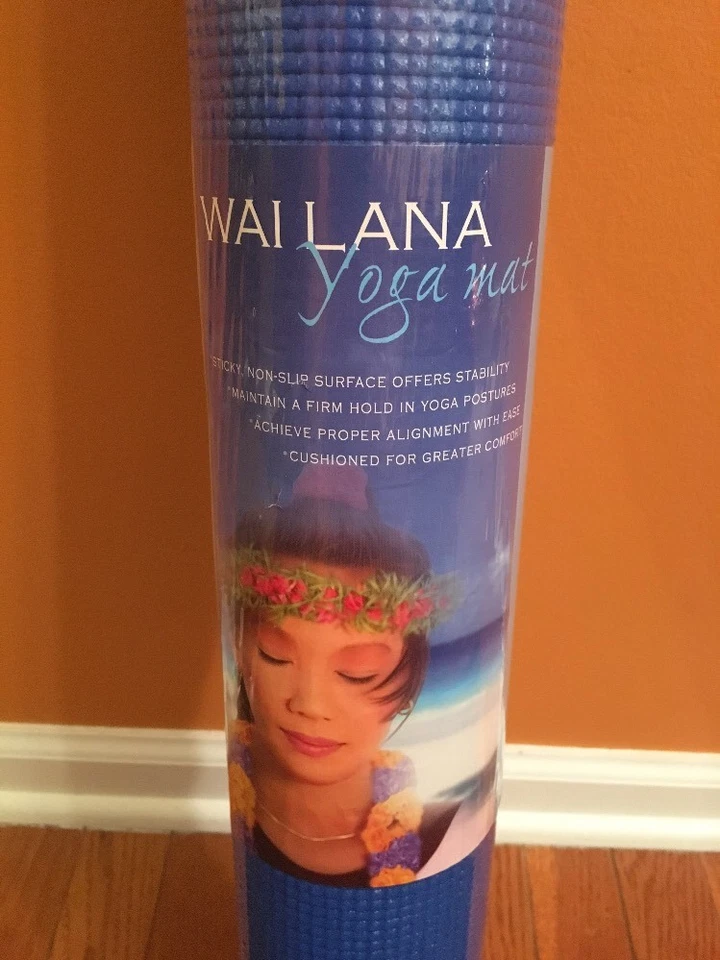 WAI LANA
Yoga mat
*STICKY, NON-SLIP SURFACE OFFERS STABILITY
*MAINTAIN A FIRM HOLD IN YOGA POSTURES
*ACHIEVE PROPER ALIGNMENT WITH EASE
*CUSHIONED FOR GREATER COMFORT